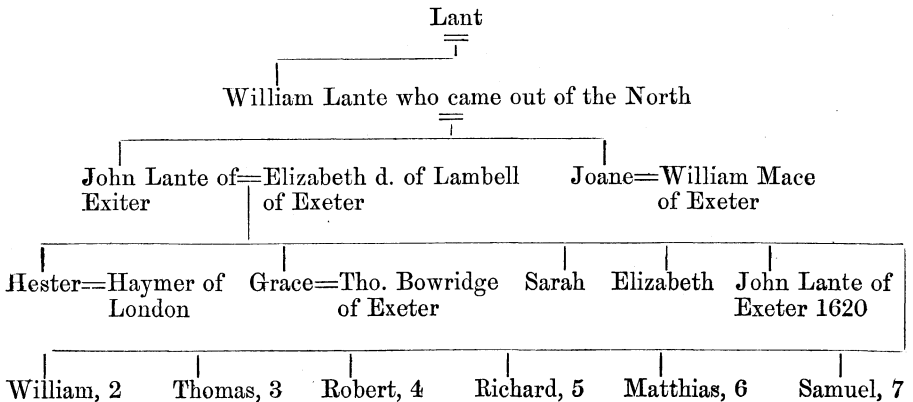 Lant
William Lante who came out of the North
John Lante of=Elizabeth d. of Lambell Joane=William Mace
Exiter of Exeter of Exeter
Hester=Haymer of Grace=Tho. Bowridge Sarah Elizabeth John Lante of
London of Exeter Exeter 1620
William, 2 Thomas, 3 Robert, 4 Richard, 5 Matthias, 6 Samuel, 7